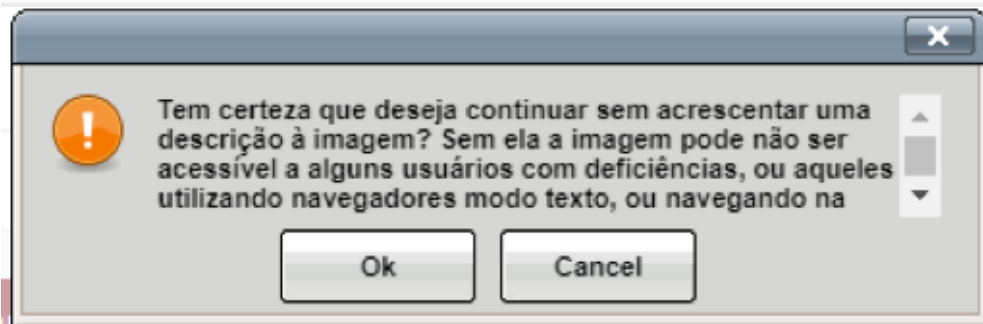 Tem certeza que deseja continuar sem acrescentar uma
descrição à imagem? Sem ela a imagem pode não ser
acessível a alguns usuários com deficiências, ou aqueles
utilizando navegadores modo texto, ou navegando na
Ok
Cancel